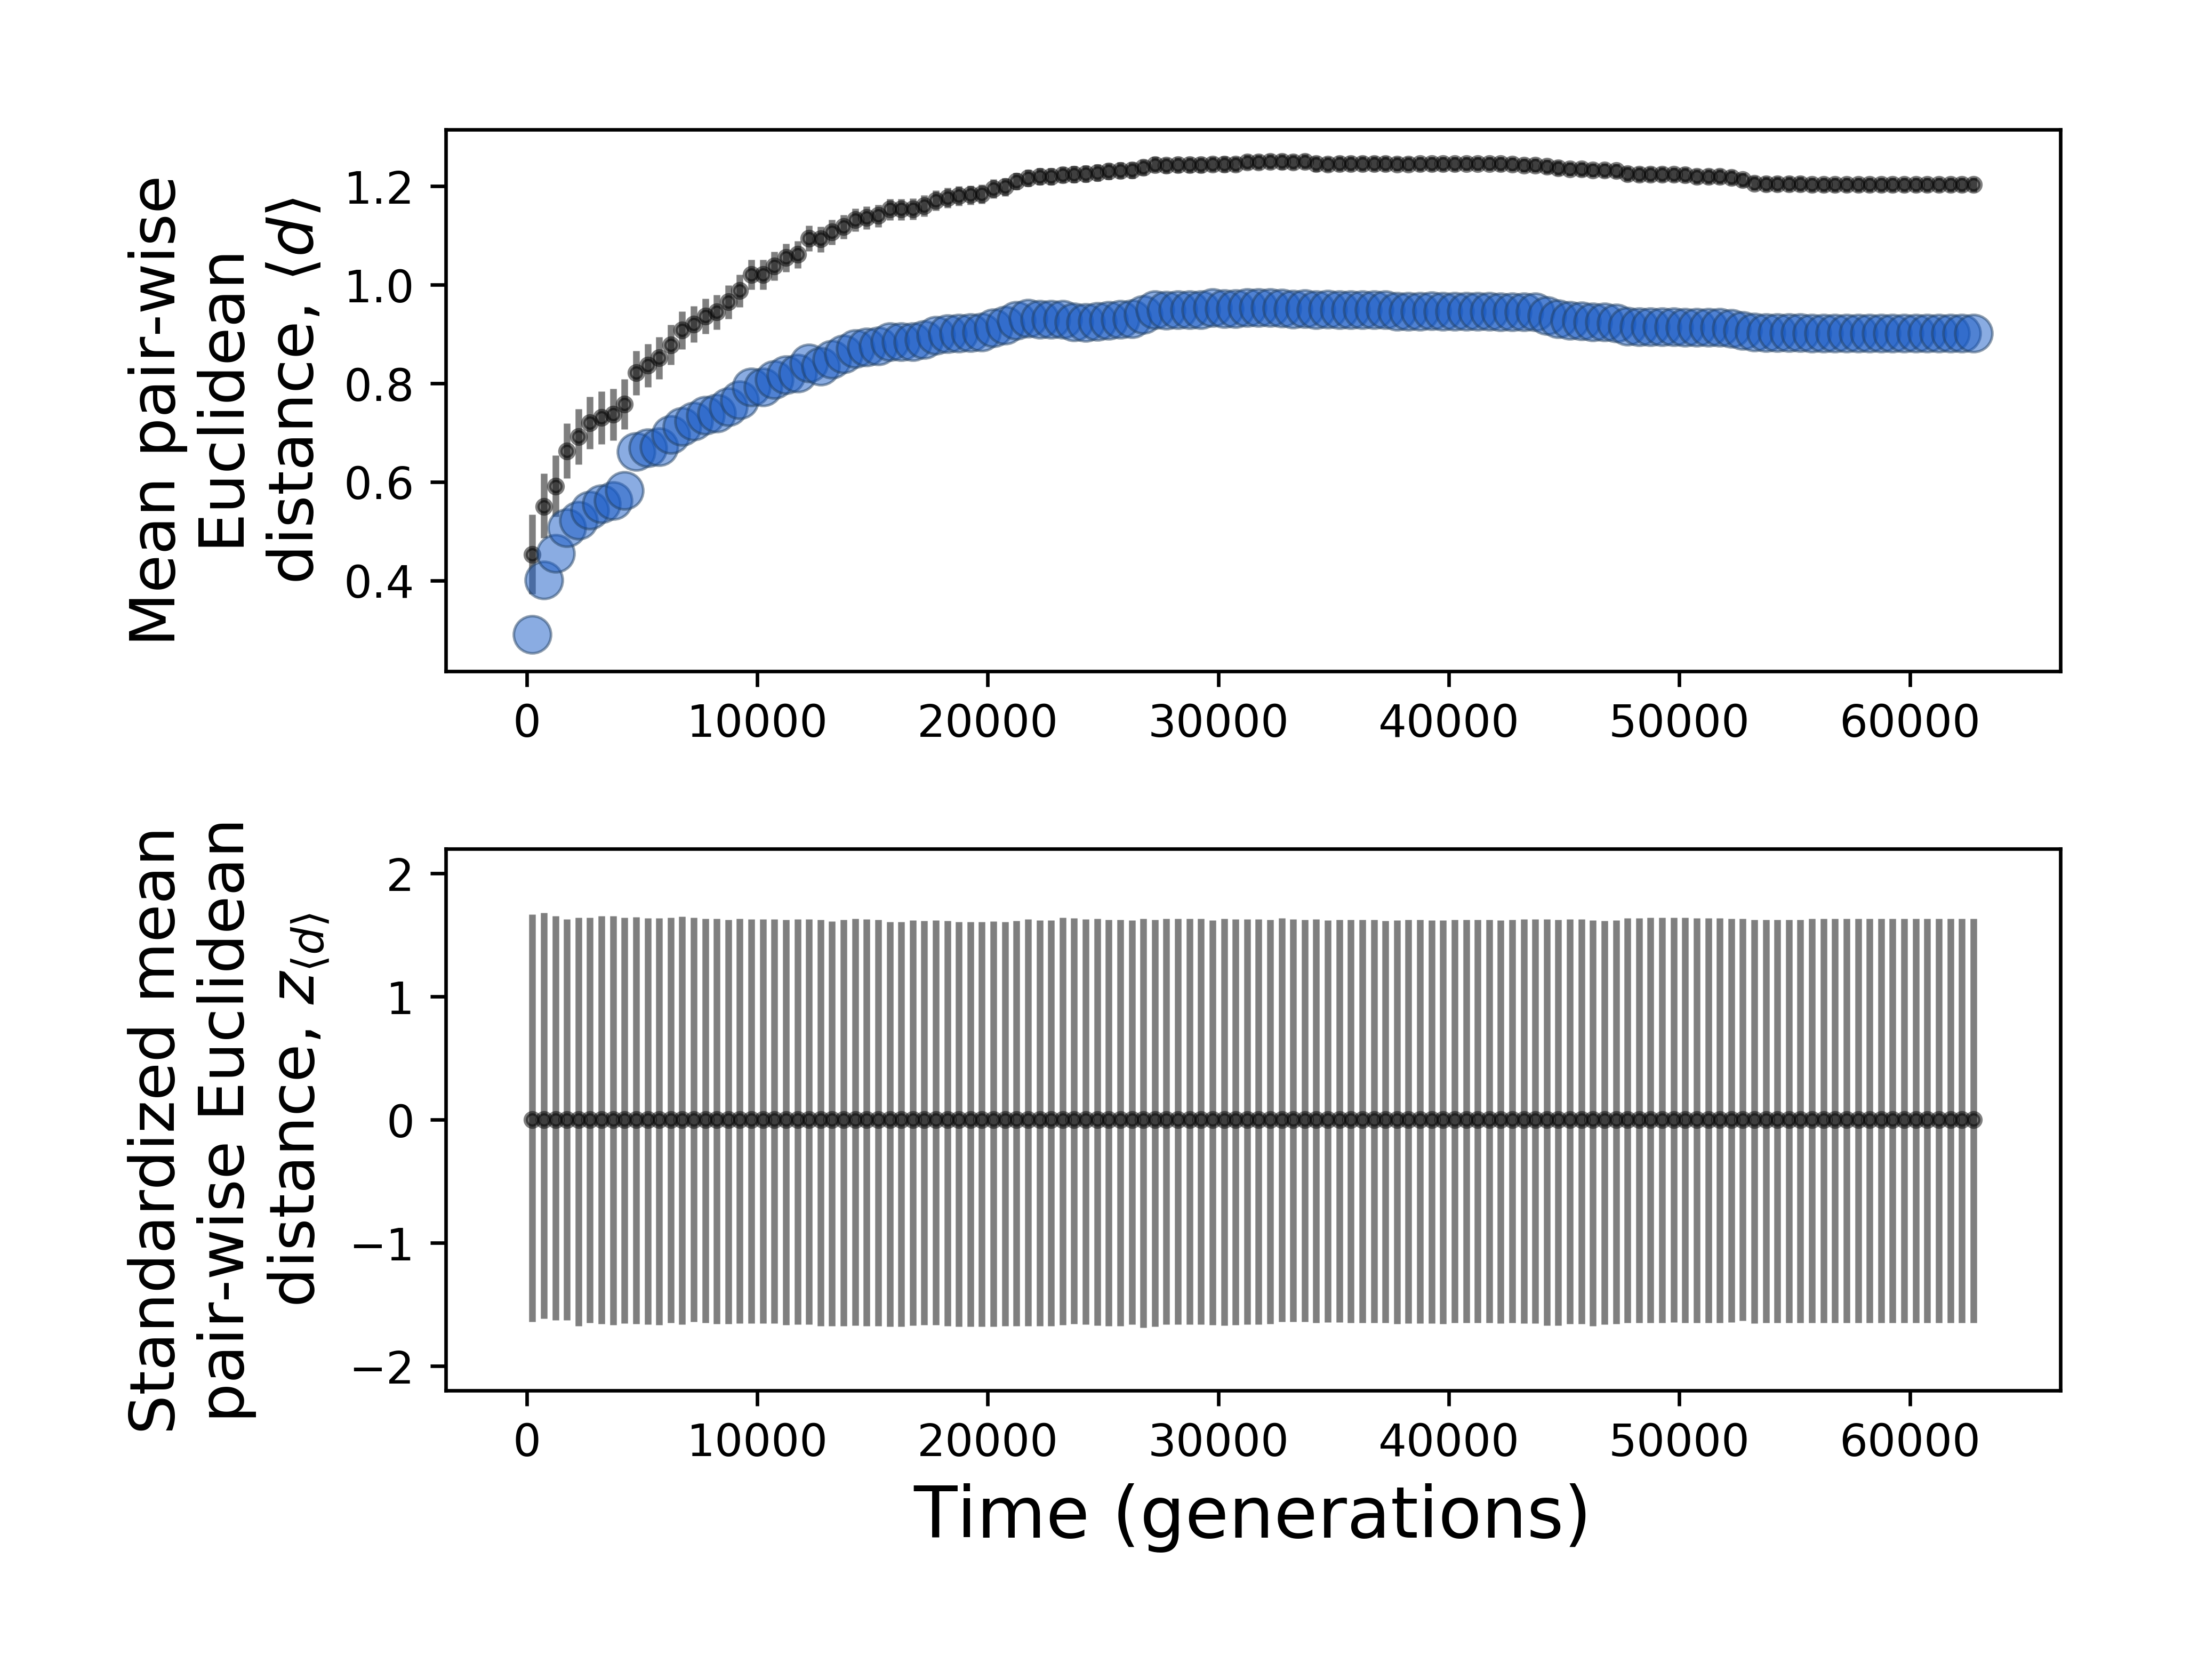 Mean pair-wise
Euclidean
distance, ⟨d⟩
1.2
1.0
0.8
0.6
0.4
0 10000 20000 30000 40000 50000 60000
Standardized mean
pair-wise Euclidean
distance, z⟨d⟩
2
1
0
−1
−2
0 10000 20000 30000 40000 50000 60000
Time (generations)